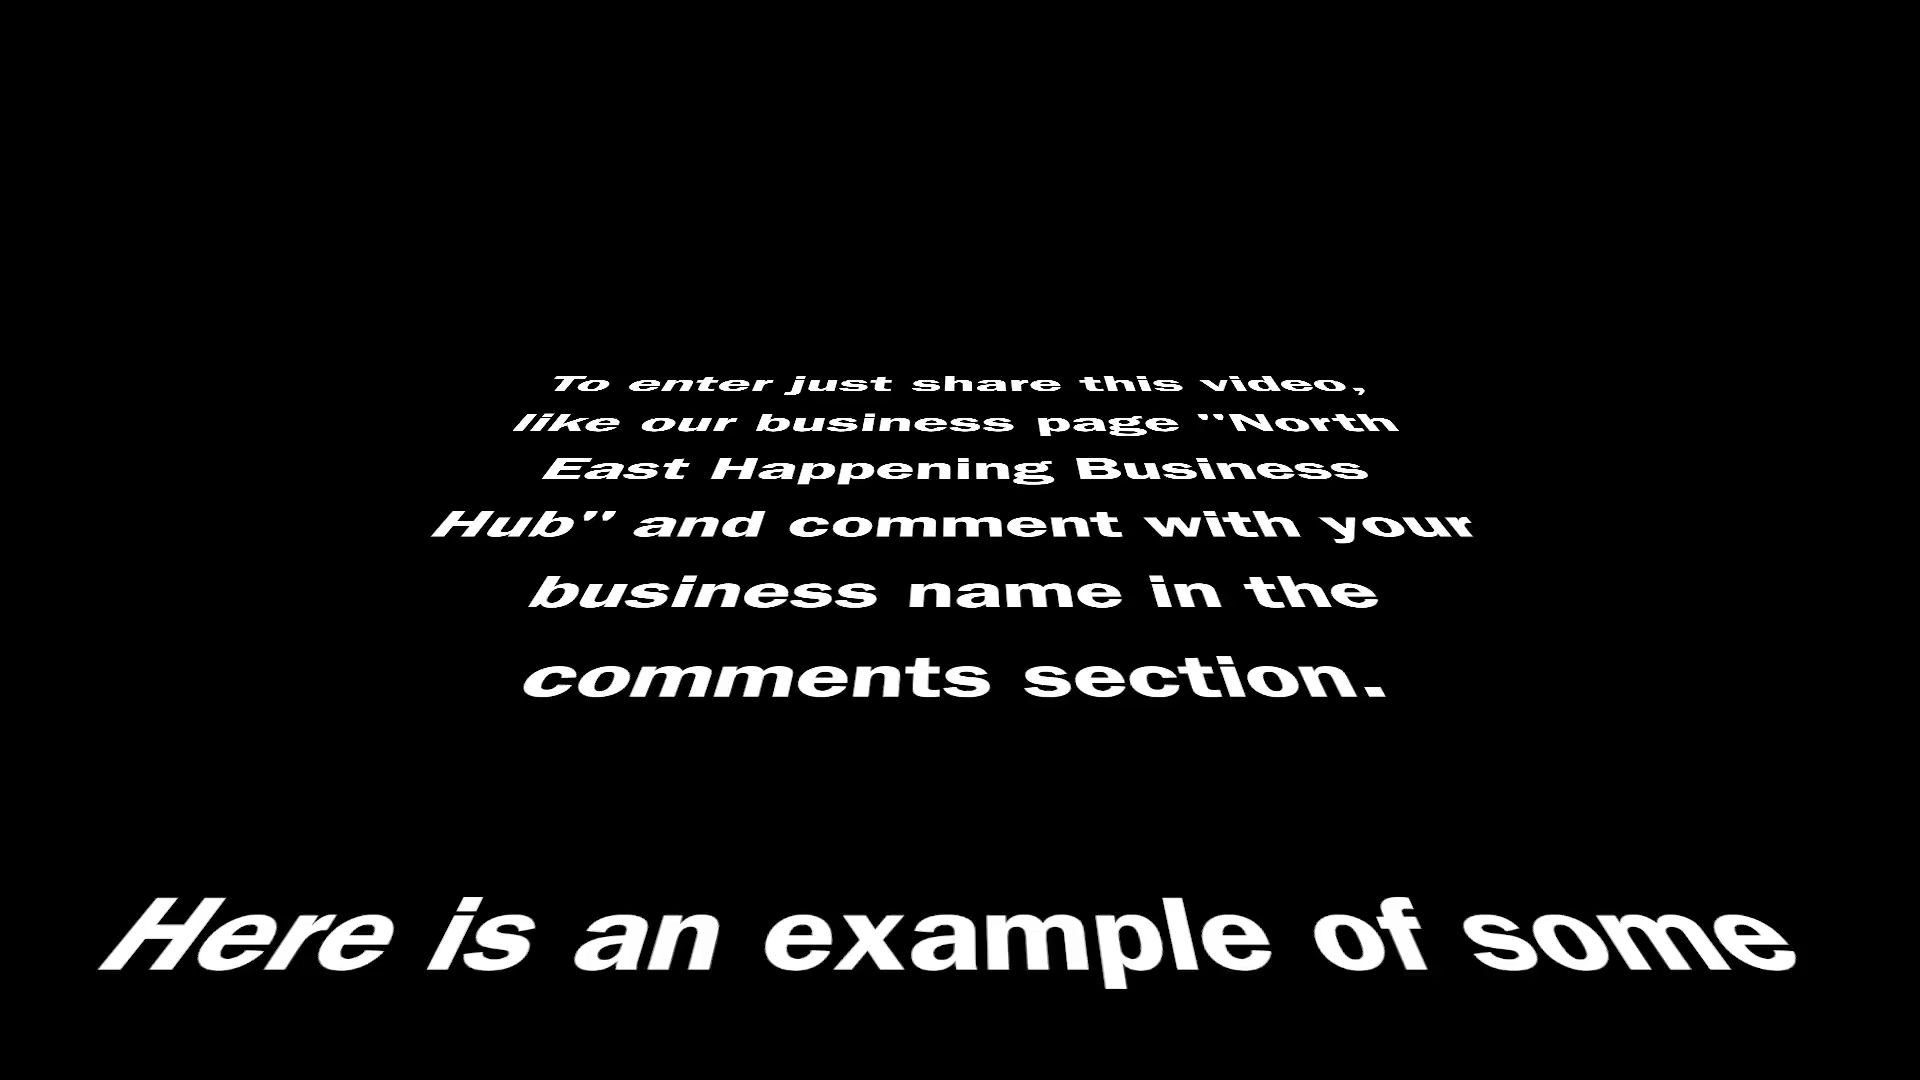 To enter just share this video,
like our business page "North
East Happening Business
Hub" and comment with your
business name in the
comments section.
Here is an example of some